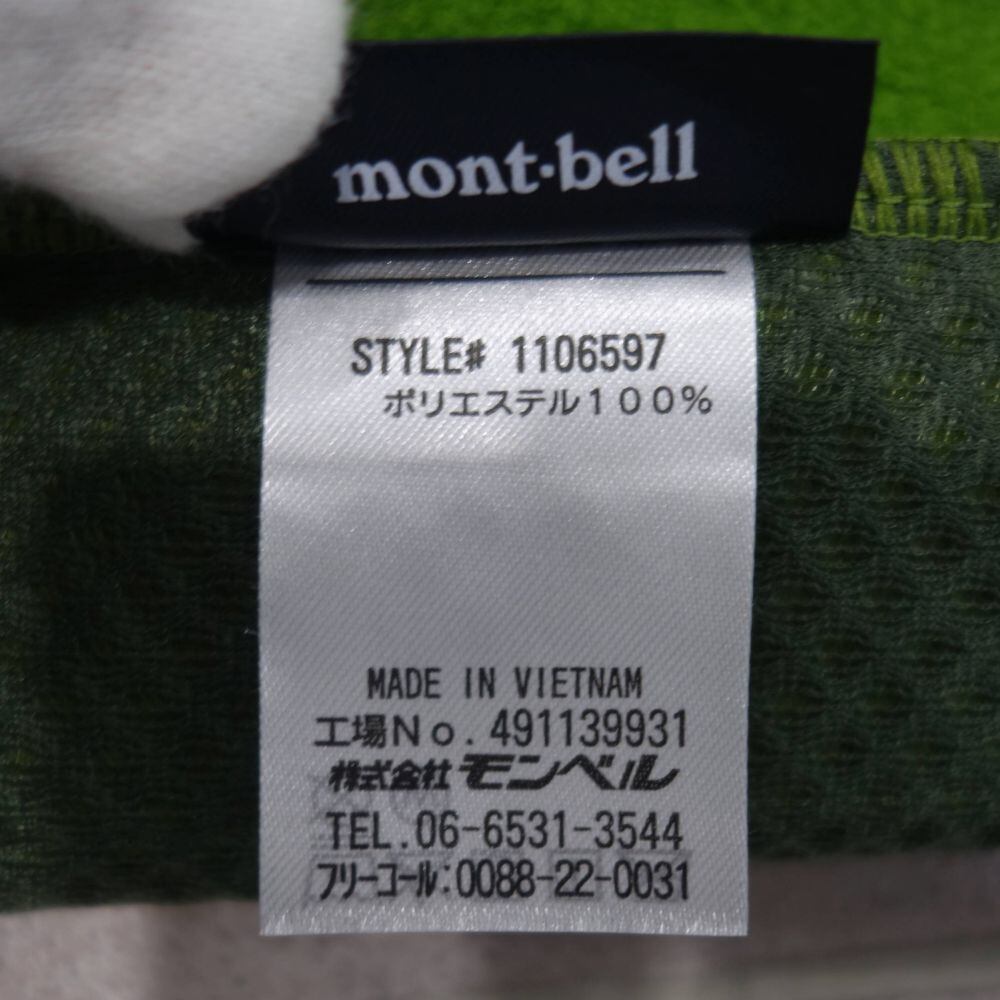 mont-bell
STYLE# 1106597
ポリエステル100%
MADE IN VIETNAM
工場No.491139931
株式会社モンベル
TEL.06-6531-3544
フリーコール:0088-22-0031